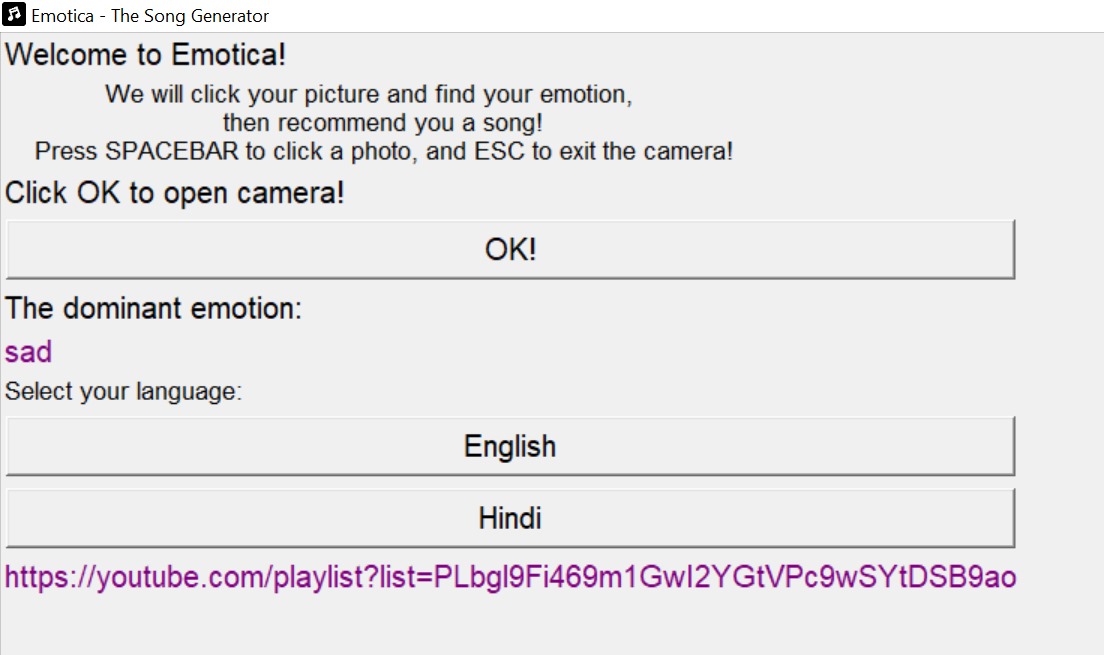 Emotica - The Song Generator
Welcome to Emotica!
We will click your picture and find your emotion,
then recommend you a song!
Press SPACEBAR to click a photo, and ESC to exit the camera!
Click OK to open camera!
OK!
The dominant emotion:
sad
Select your language:
English
Hindi
https://youtube.com/playlist?list=PLbgl9Fi469m1GwI2YGtVPc9wSYtDSB9ao